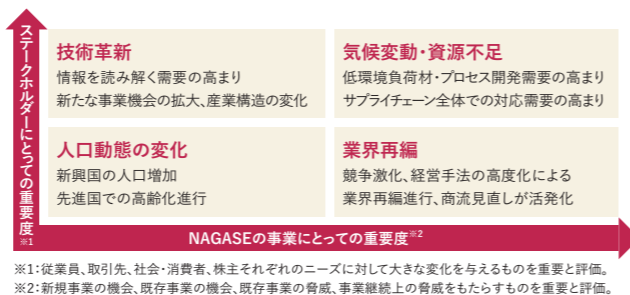 ステークホルダーにとっての重要度※1
技術革新
情報を読み解く需要の高まり
新たな事業機会の拡大、産業構造の変化
気候変動・資源不足
低環境負荷材・プロセス開発需要の高まり
サプライチェーン全体での対応需要の高まり
人口動態の変化
新興国の人口増加
先進国での高齢化進行
業界再編
競争激化、経営手法の高度化による
業界再編進行、商流見直しが活発化
NAGASEの事業にとっての重要度※2
※1：従業員、取引先、社会・消費者、株主それぞれのニーズに対して大きな変化を与えるものを重要と評価。
※2：新規事業の機会、既存事業の機会、既存事業の脅威、事業継続上の脅威をもたらすものを重要と評価。